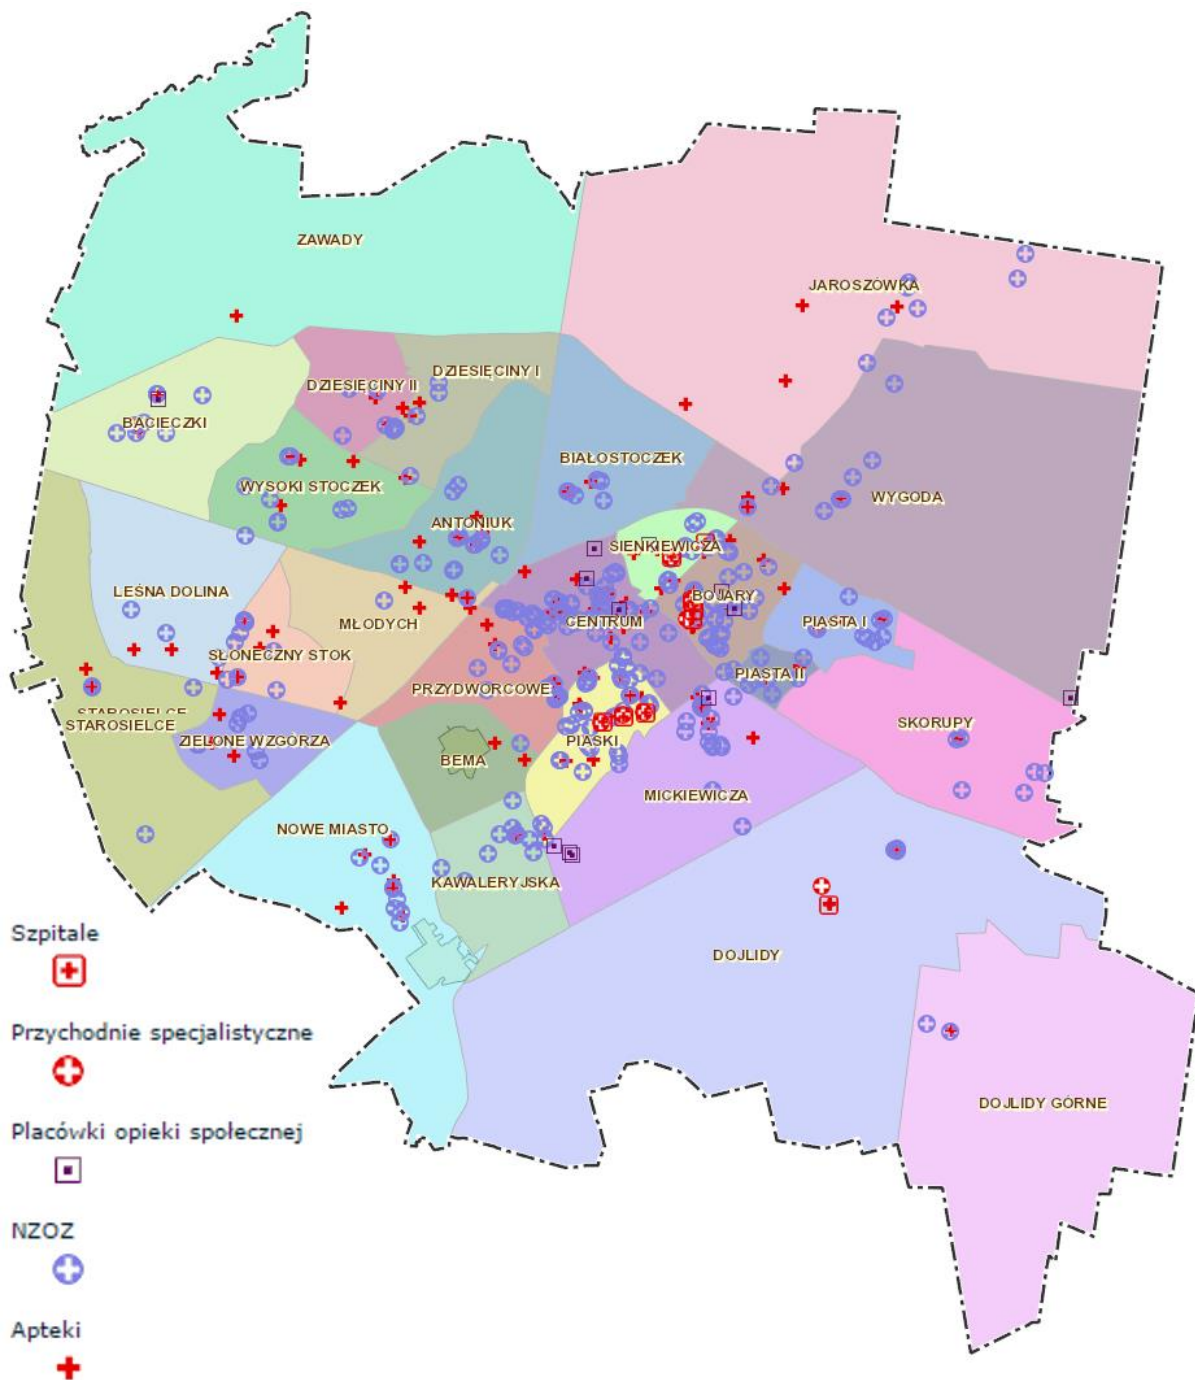 ZAWADY
JAROSZÓWKA
DZIESIĘCINY I
DZIESIĘCINY II
BACIECZKI
BIAŁOSTOCZEK
WYSOKI STOCZEK
WYGODA
ANTONIUK
SIENKIEWICZA
LEŚNA DOLINA
BOJARY
MŁODYCH
CENTRUM
PIASTA I
SŁONECZNY STOK
PIASTA II
PRZYDWORCOWE
STAROSIELCE
STAROSIELCE
SKORUPY
ZIELONE WZGÓRZA
PIASKI
BEMA
MICKIEWICZA
NOWE MIASTO
KAWALERYJSKA
DOJLIDY
DOJLIDY GÓRNE
Szpitale
Przychodnie specjalistyczne
Placówki opieki społecznej
NZOZ
Apteki